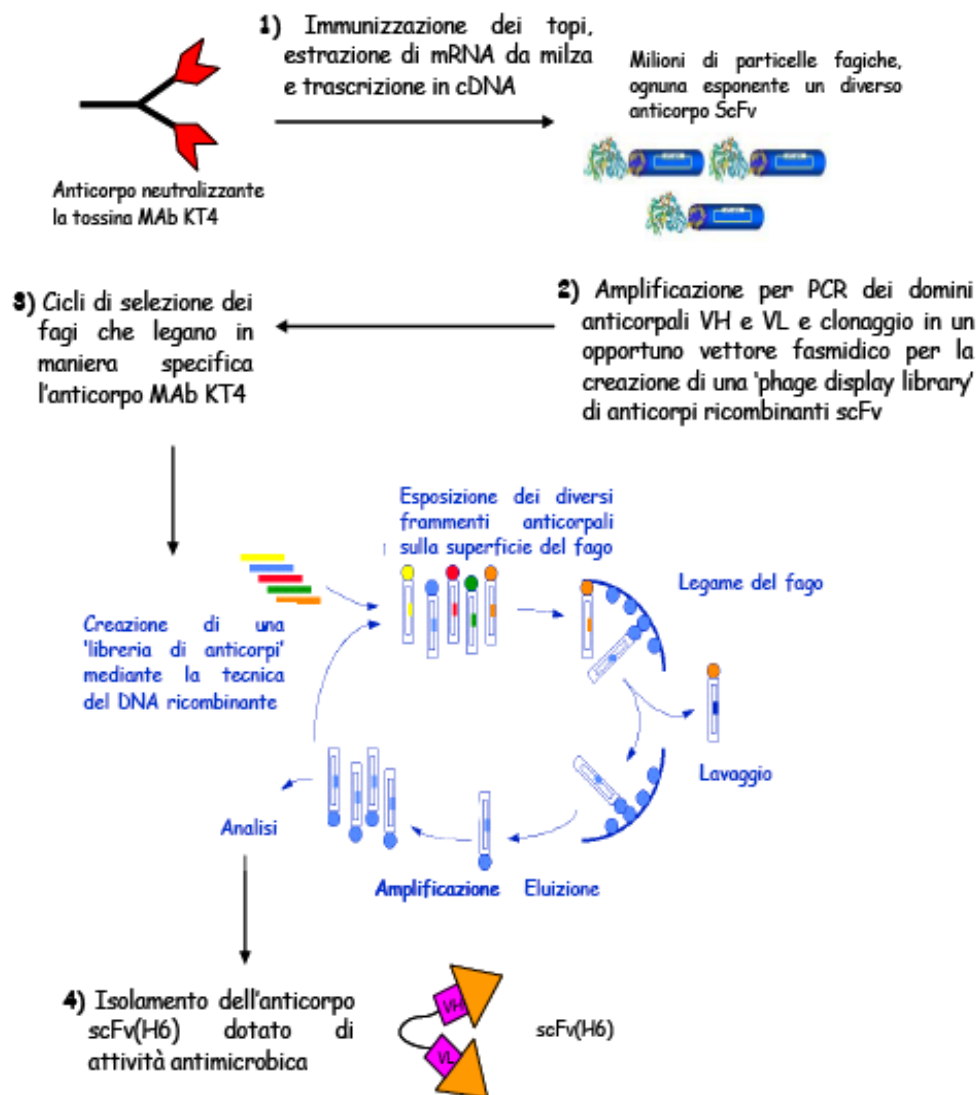 1) Immunizzazione dei topi,
estrazione di mRNA da milza
e trascrizione in cDNA
Milioni di particelle fagiche,
ognuna esponente un diverso
anticorpo ScFv
Anticorpo neutralizzante
la tossina MAb KT4
3) Cicli di selezione dei
fagi che legano in
maniera specifica
l'anticorpo MAb KT4
2) Amplificazione per PCR dei domini
anticorpali VH e VL e clonaggio in un
opportuno vettore fasmidico per la
creazione di una 'phage display library'
di anticorpi ricombinanti scFv
Esposizione dei diversi
frammenti anticorpali
sulla superficie del fago
Legame del fago
Creazione di una
'libreria di anticorpi'
mediante la tecnica
del DNA ricombinante
Lavaggio
Analisi
Amplificazione Eluizione
4) Isolamento dell'anticorpo
scFv(H6) dotato di
attività antimicrobica
VH
VL
scFv(H6)